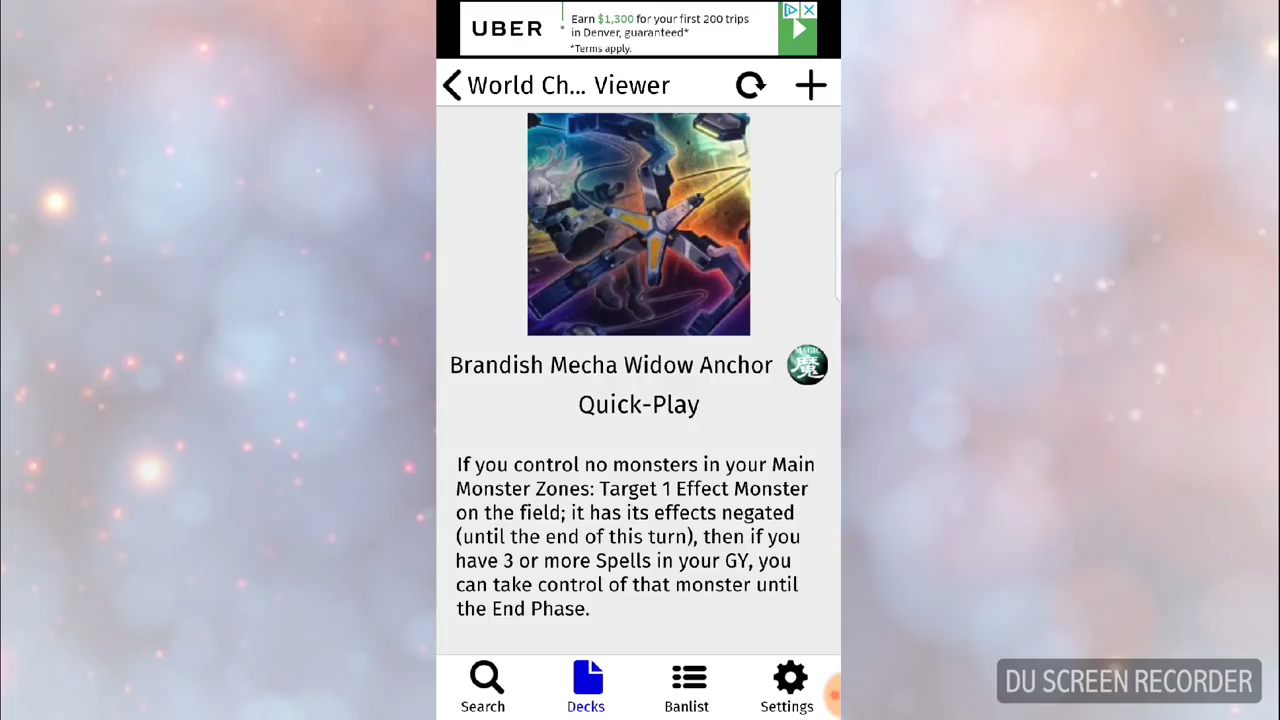 UBER
Earn $1,300 for your first 200 trips
in Denver, guaranteed*
*Terms apply.
World Ch... Viewer
Brandish Mecha Widow Anchor
MAGIC
魔
Quick-Play
If you control no monsters in your Main
Monster Zones: Target 1 Effect Monster
on the field; it has its effects negated
(until the end of this turn), then if you
have 3 or more Spells in your GY, you
can take control of that monster until
the End Phase.
Search
Decks
Banlist
Settings
DU SCREEN RECORDER